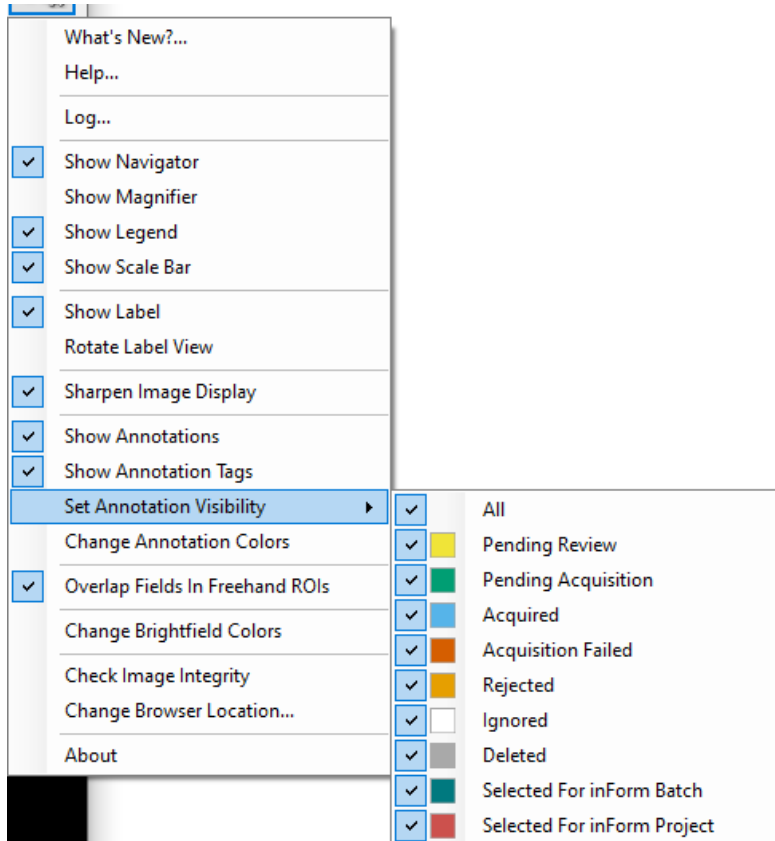 What's New?...
Help...
Log...
Show Navigator
Show Magnifier
Show Legend
Show Scale Bar
Show Label
Rotate Label View
Sharpen Image Display
Show Annotations
Show Annotation Tags
Set Annotation Visibility
Change Annotation Colors
Overlap Fields In Freehand ROIs
Change Brightfield Colors
Check Image Integrity
Change Browser Location...
About
All
Pending Review
Pending Acquisition
Acquired
Acquisition Failed
Rejected
Ignored
Deleted
Selected For inForm Batch
Selected For inForm Project